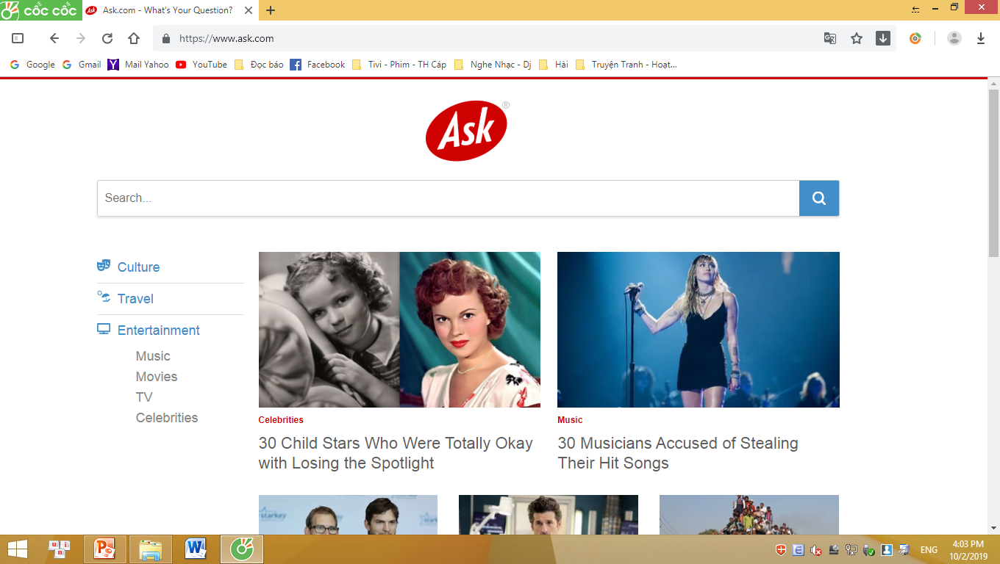 cốc cốc
Ask.com - What's Your Question?
https://www.ask.com
Google
Gmail
Mail Yahoo
YouTube
Đọc báo
Facebook
Tivi - Phim - TH Cáp
Nghe Nhạc - Dj
Hài
Truyện Tranh - Hoạt...
Ask®
Search...
Culture
Travel
Entertainment
Music
Movies
TV
Celebrities
Celebrities
30 Child Stars Who Were Totally Okay
with Losing the Spotlight
Music
30 Musicians Accused of Stealing
Their Hit Songs
starkey
ENG
4:03 PM
10/2/2019